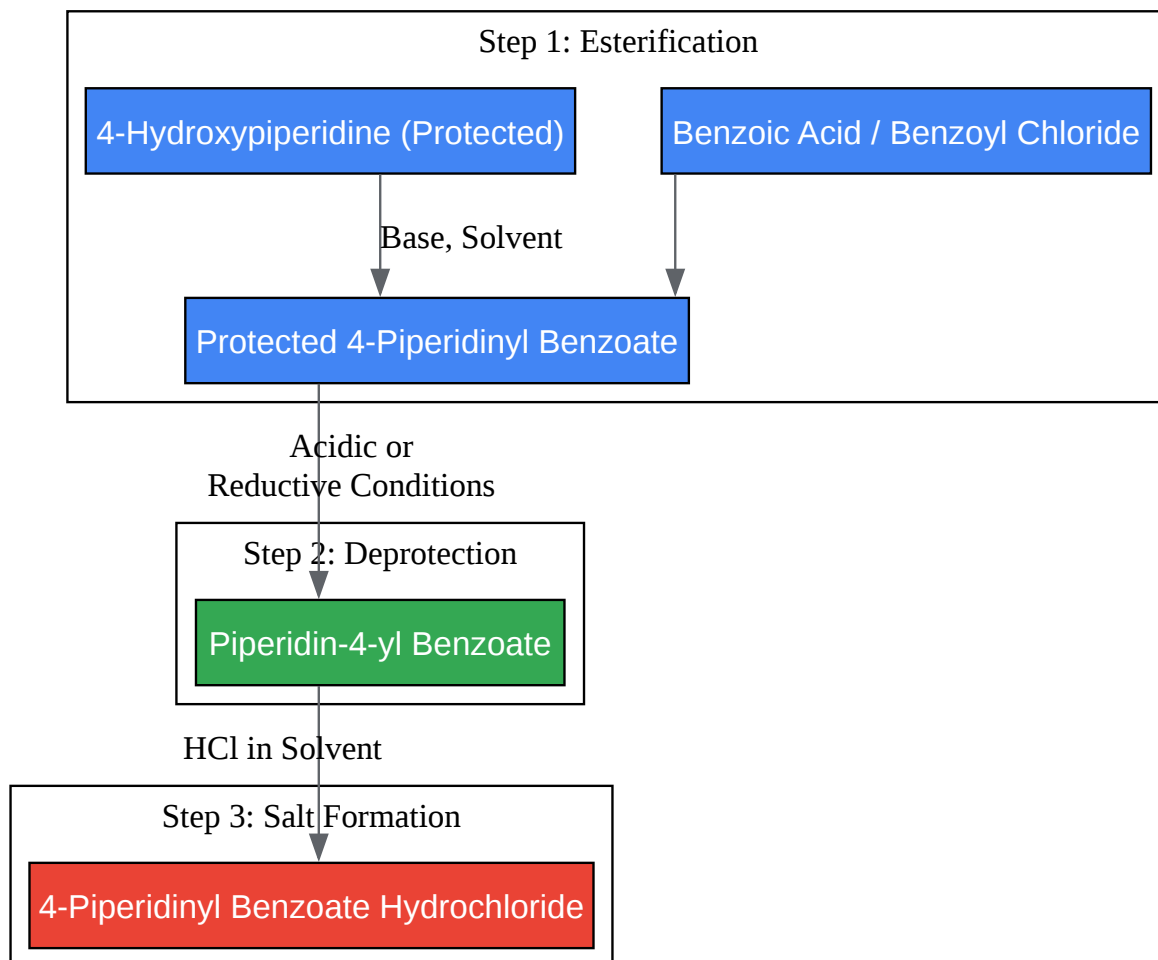 Step 1: Esterification
4-Hydroxypiperidine (Protected)
Benzoic Acid / Benzoyl Chloride
Base, Solvent
Protected 4-Piperidinyl Benzoate
Acidic or
Reductive Conditions
Step 2: Deprotection
Piperidin-4-yl Benzoate
HCl in Solvent
Step 3: Salt Formation
4-Piperidinyl Benzoate Hydrochloride